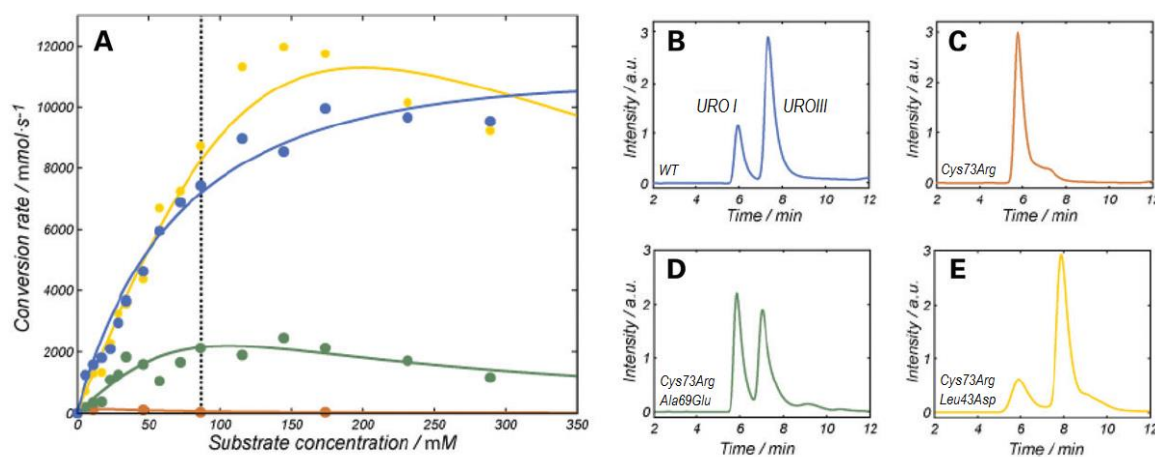 A
Conversion rate / mmol·s⁻¹
12000
10000
8000
6000
4000
2000
0
0 50 100 150 200 250 300 350
Substrate concentration / mM
B
Intensity / a.u.
3
2
1
0
URO I
UROIII
WT
2 4 6 8 10 12
Time / min
C
Intensity / a.u.
3
2
1
0
Cys73Arg
2 4 6 8 10 12
Time / min
D
Intensity / a.u.
3
2
1
0
Cys73Arg
Ala69Glu
2 4 6 8 10 12
Time / min
E
Intensity / a.u.
3
2
1
0
Cys73Arg
Leu43Asp
2 4 6 8 10 12
Time / min